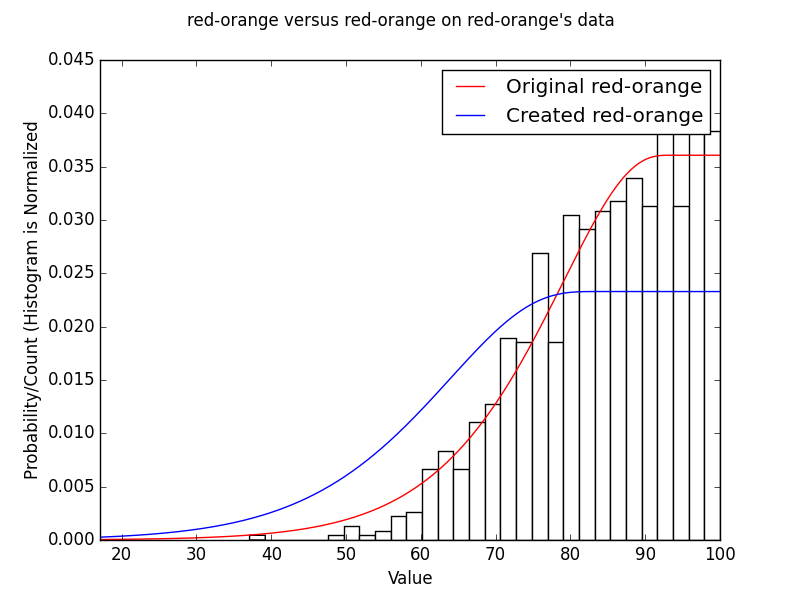 red-orange versus red-orange on red-orange's data
Original red-orange
Created red-orange
0.045
0.040
0.035
0.030
0.025
0.020
0.015
0.010
0.005
0.000
Probability/Count (Histogram is Normalized
20 30 40 50 60 70 80 90 100
Value